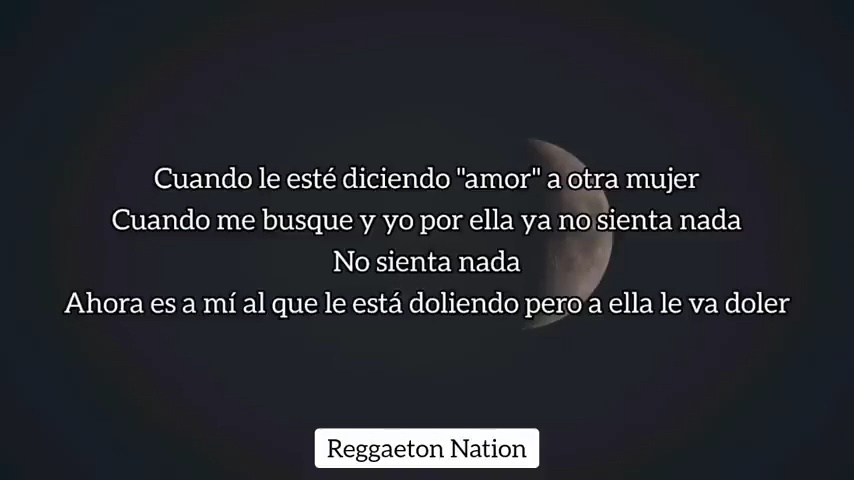 Cuando le esté diciendo "amor" a otra mujer
Cuando me busque y yo por ella ya no sienta nada
No sienta nada
Ahora es a mí al que le está doliendo pero a ella le va doler
Reggaeton Nation